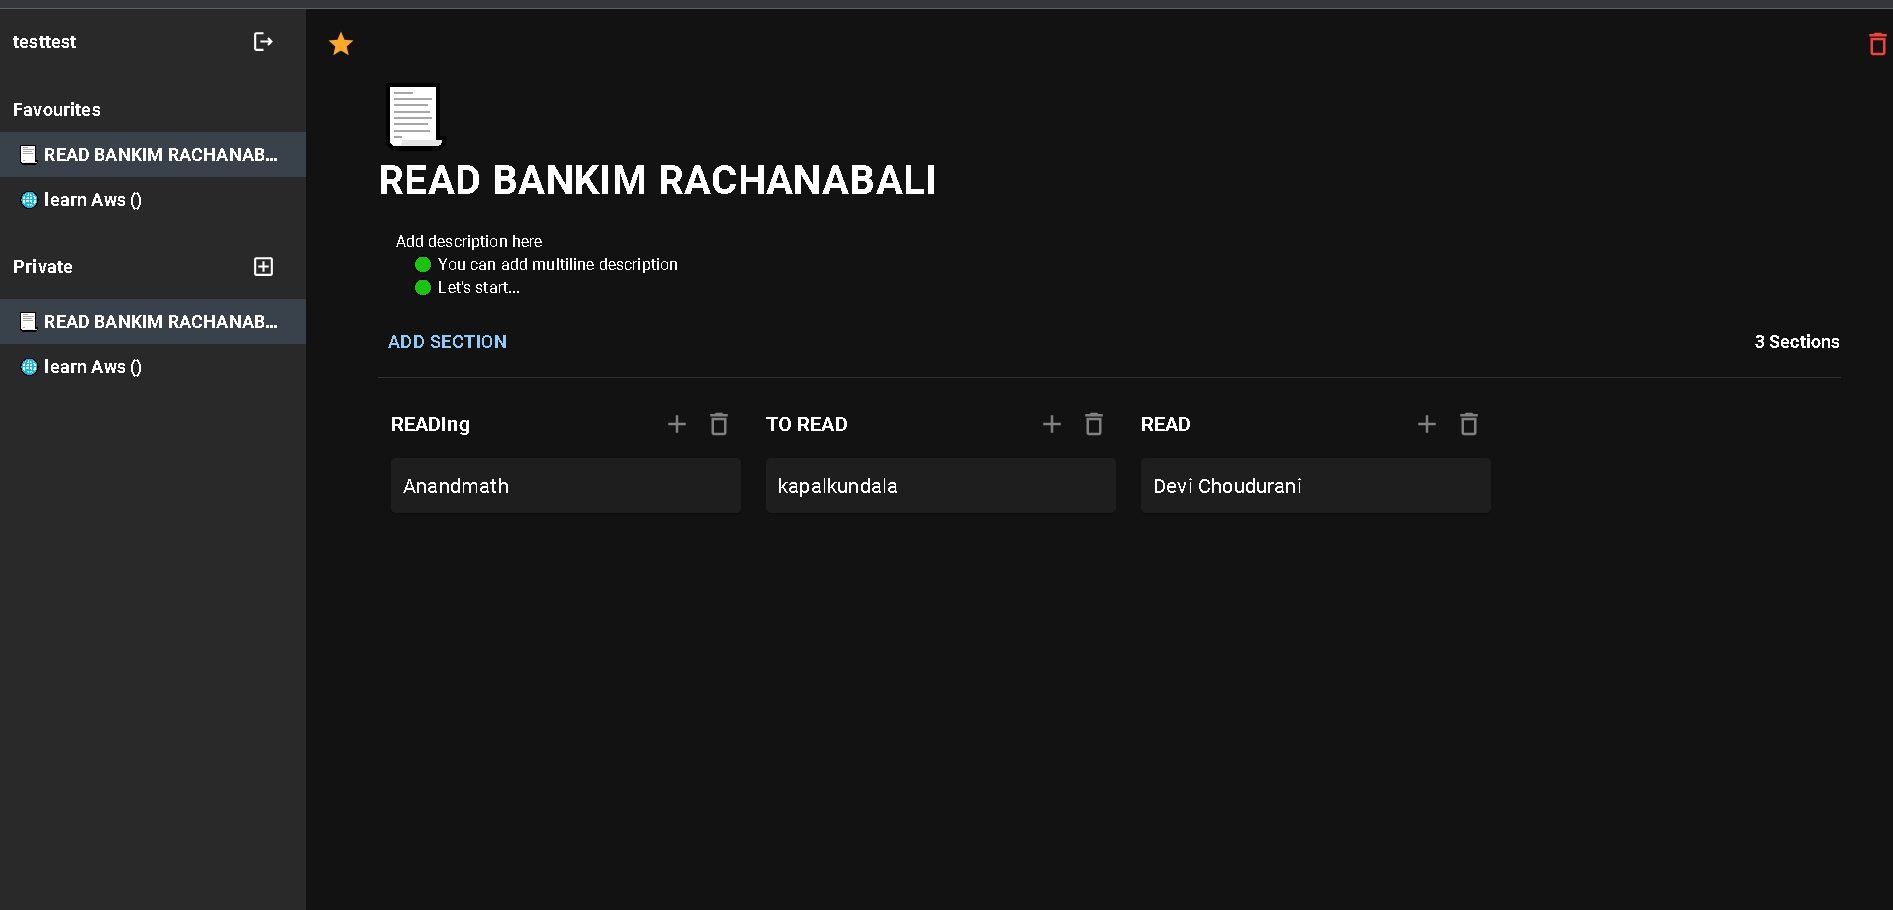 testtest
Favourites
READ BANKIM RACHANAB...
learn Aws ()
Private
READ BANKIM RACHANAB...
learn Aws ()
READ BANKIM RACHANABALI
Add description here
You can add multiline description
Let's start...
ADD SECTION
3 Sections
READIng
TO READ
READ
Anandmath
kapalkundala
Devi Choudurani